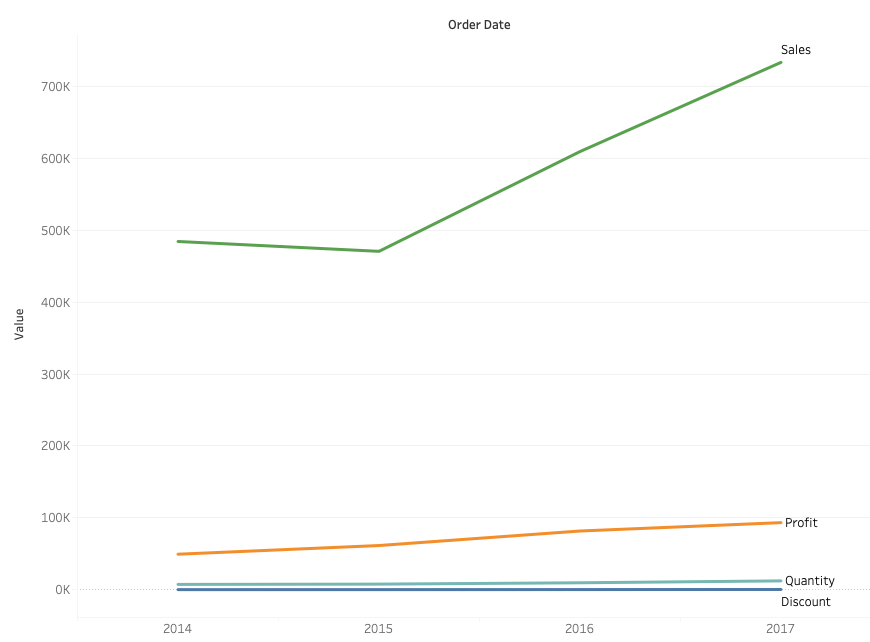 Order Date
Sales
700K
600K
500K
400K
Value
300K
200K
100K
Profit
Quantity
0K
Discount
2014 2015 2016 2017